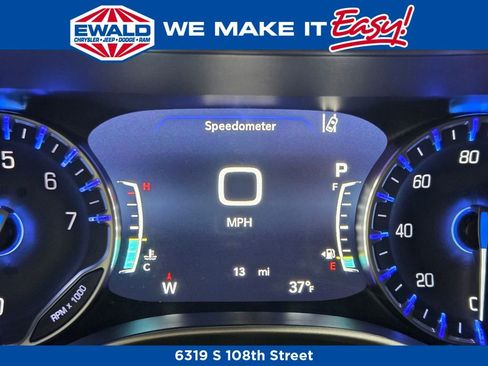 EWALD
CHRYSLER • JEEP • DODGE • RAM
WE MAKE IT Easy!
Speedometer
0
MPH
P
H
C
F
E
13 mi
W
37°F
5
6
7
RPM x 1000
80
60
40
20
6319 S 108th Street